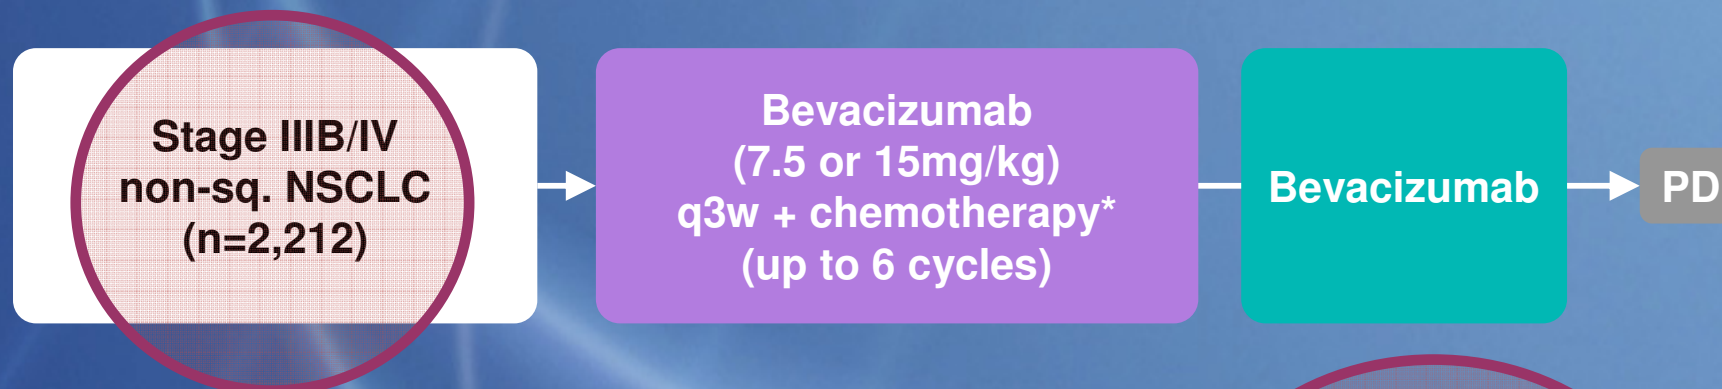 Stage IIIB/IV
non-sq. NSCLC
(n=2,212)
Bevacizumab
(7.5 or 15mg/kg)
q3w + chemotherapy*
(up to 6 cycles)
Bevacizumab
PD